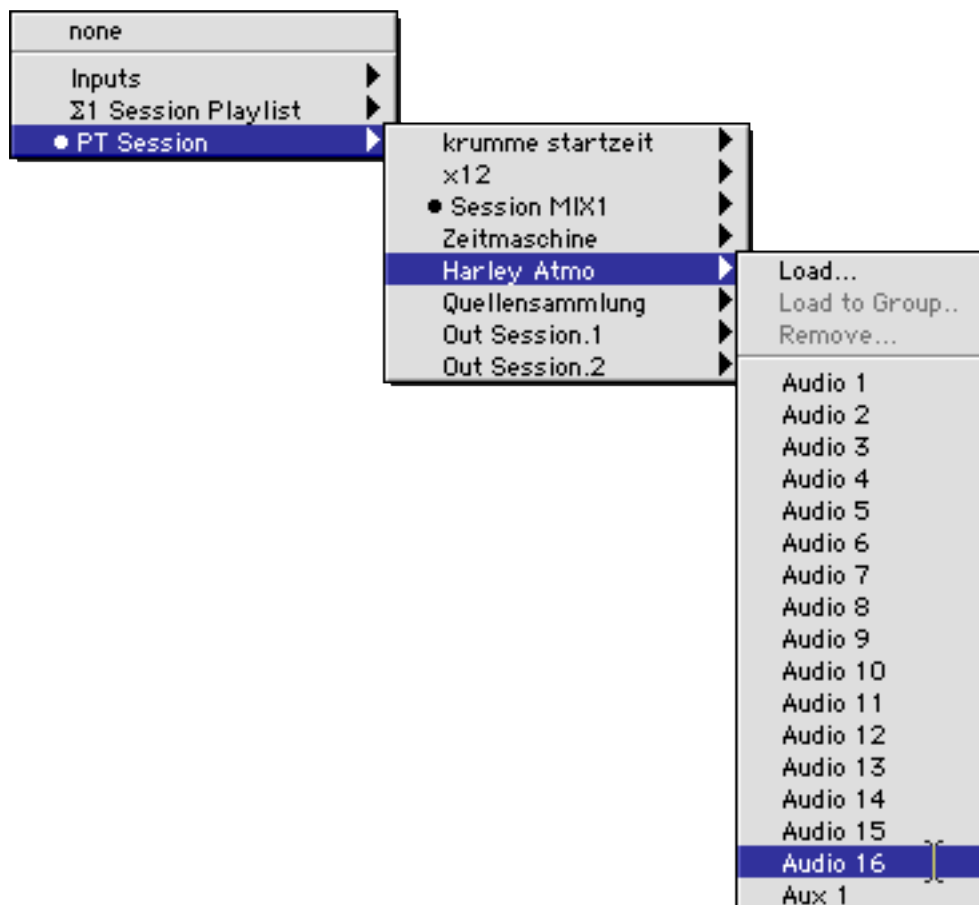 none
Inputs
Σ1 Session Playlist
PT Session
krumme startzeit
x12
Session MIX1
Zeitmaschine
Harley Atmo
Quellensammlung
Out Session.1
Out Session.2
Load...
Load to Group..
Remove...
Audio 1
Audio 2
Audio 3
Audio 4
Audio 5
Audio 6
Audio 7
Audio 8
Audio 9
Audio 10
Audio 11
Audio 12
Audio 13
Audio 14
Audio 15
Audio 16
Aux 1